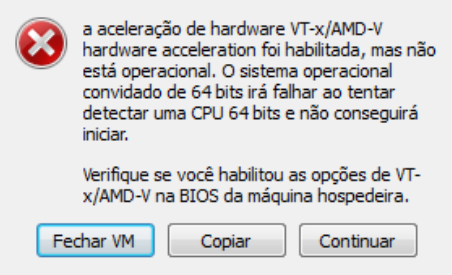 a aceleração de hardware VT-x/AMD-V
hardware acceleration foi habilitada, mas não
está operacional. O sistema operacional
convidado de 64 bits irá falhar ao tentar
detectar uma CPU 64 bits e não conseguirá
iniciar.
Verifique se você habilitou as opções de VT-
x/AMD-V na BIOS da máquina hospedeira.
Fechar VM
Copiar
Continuar